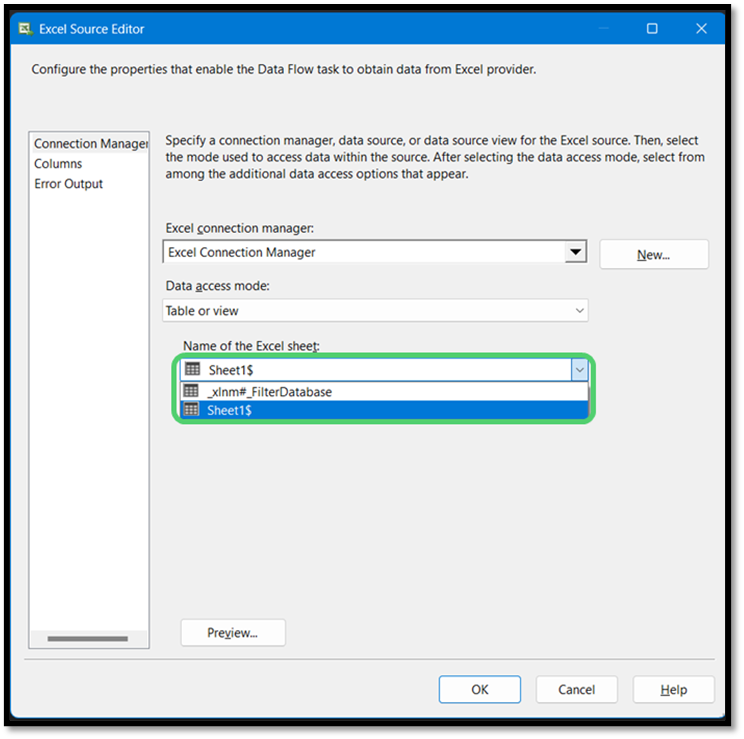 Excel Source Editor
Configure the properties that enable the Data Flow task to obtain data from Excel provider.
Connection Manager
Columns
Error Output
Specify a connection manager, data source, or data source view for the Excel source. Then, select
the mode used to access data within the source. After selecting the data access mode, select from
among the additional data access options that appear.
Excel connection manager:
Excel Connection Manager
New...
Data access mode:
Table or view
Name of the Excel sheet:
Sheet1$
_xlnm#_FilterDatabase
Sheet1$
Preview...
OK
Cancel
Help